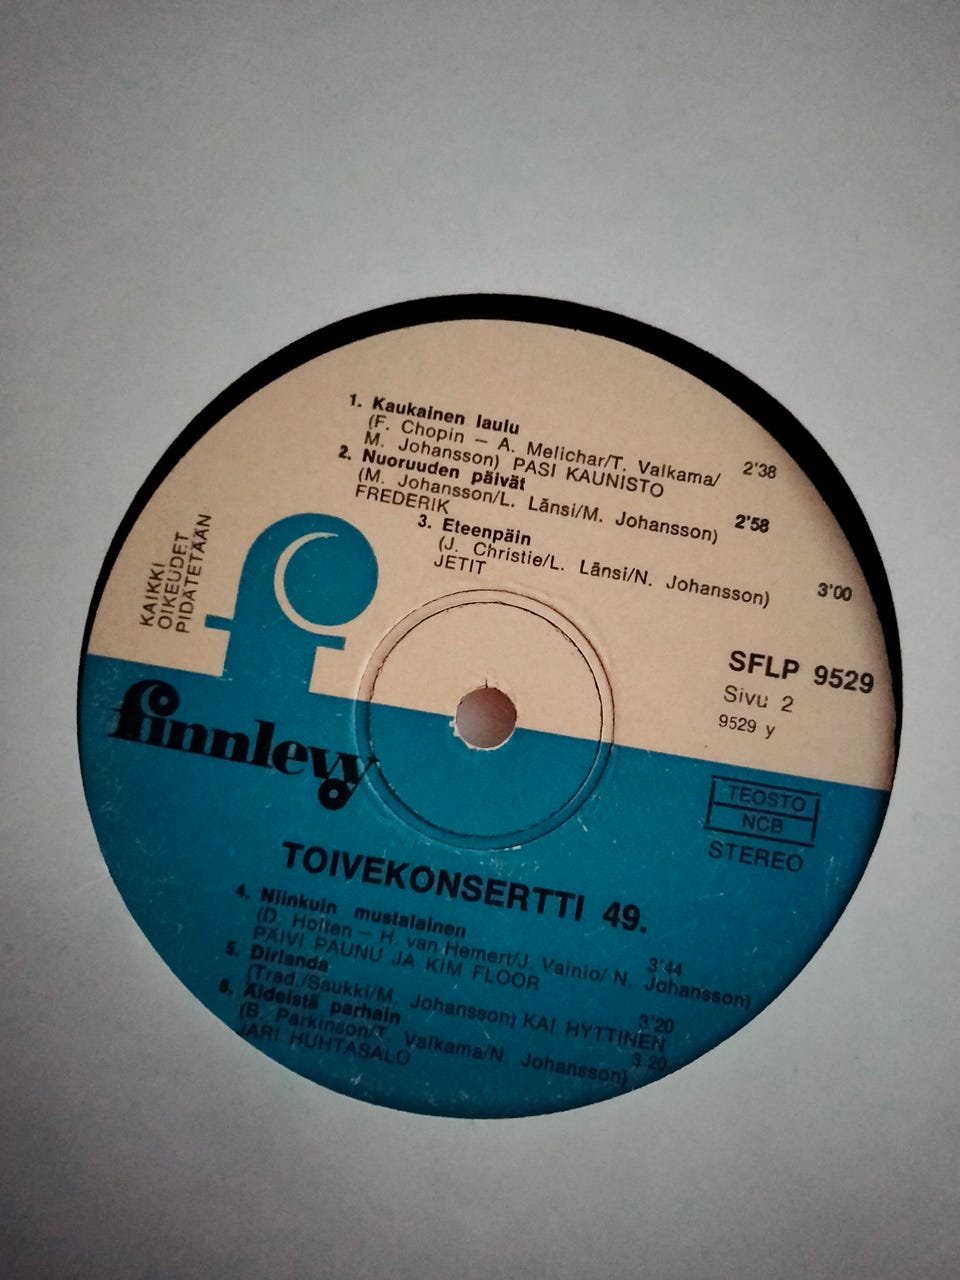 1. Kaukainen laulu
(F. Chopin – A. Melichar/T. Valkama/
M. Johansson) PASI KAUNISTO 2'38
2. Nuoruuden päivät
(M. Johansson/L. Länsi/M. Johansson) 2'58
FREDERIK
3. Eteenpäin
(J. Christie/L. Länsi/N. Johansson) 3'00
JETIT
KAIKKI
OIKEUDET
PIDÄTETÄÄN
f
finnlevy
SFLP 9529
Sivu 2
9529 y
TEOSTO
NCB
STEREO
TOIVEKONSERTTI 49.
4. Niinkuin mustalainen
(D. Holten – H. van Hemert/J. Vainio/ N. Johansson)
PÄIVI PAUNU JA KIM FLOOR 3'44
5. Dirlanda
(Trad./Saukki/M. Johansson) KAI HYTTINEN 3'20
6. Äideistä parhain
(B. Parkinson/T. Valkama/N. Johansson) 3'20
JARI HUHTASALO